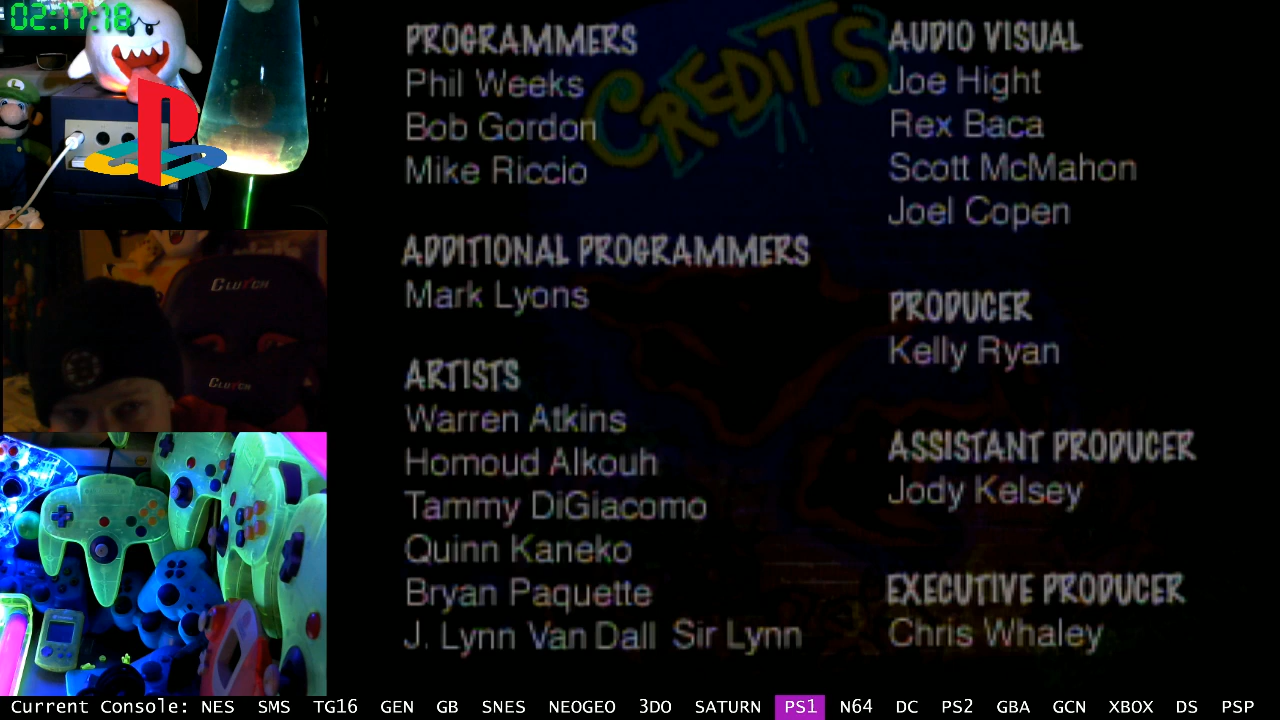 02:17:18
CLUTCH
CLUTCH
CREDITS
PROGRAMMERS
Phil Weeks
Bob Gordon
Mike Riccio
ADDITIONAL PROGRAMMERS
Mark Lyons
ARTISTS
Warren Atkins
Homoud Alkouh
Tammy DiGiacomo
Quinn Kaneko
Bryan Paquette
J. Lynn Van Dall Sir Lynn
AUDIO VISUAL
Joe Hight
Rex Baca
Scott McMahon
Joel Copen
PRODUCER
Kelly Ryan
ASSISTANT PRODUCER
Jody Kelsey
EXECUTIVE PRODUCER
Chris Whaley
Current Console: NES SMS TG16 GEN GB SNES NEOGEO 3DO SATURN PS1 N64 DC PS2 GBA GCN XBOX DS PSP